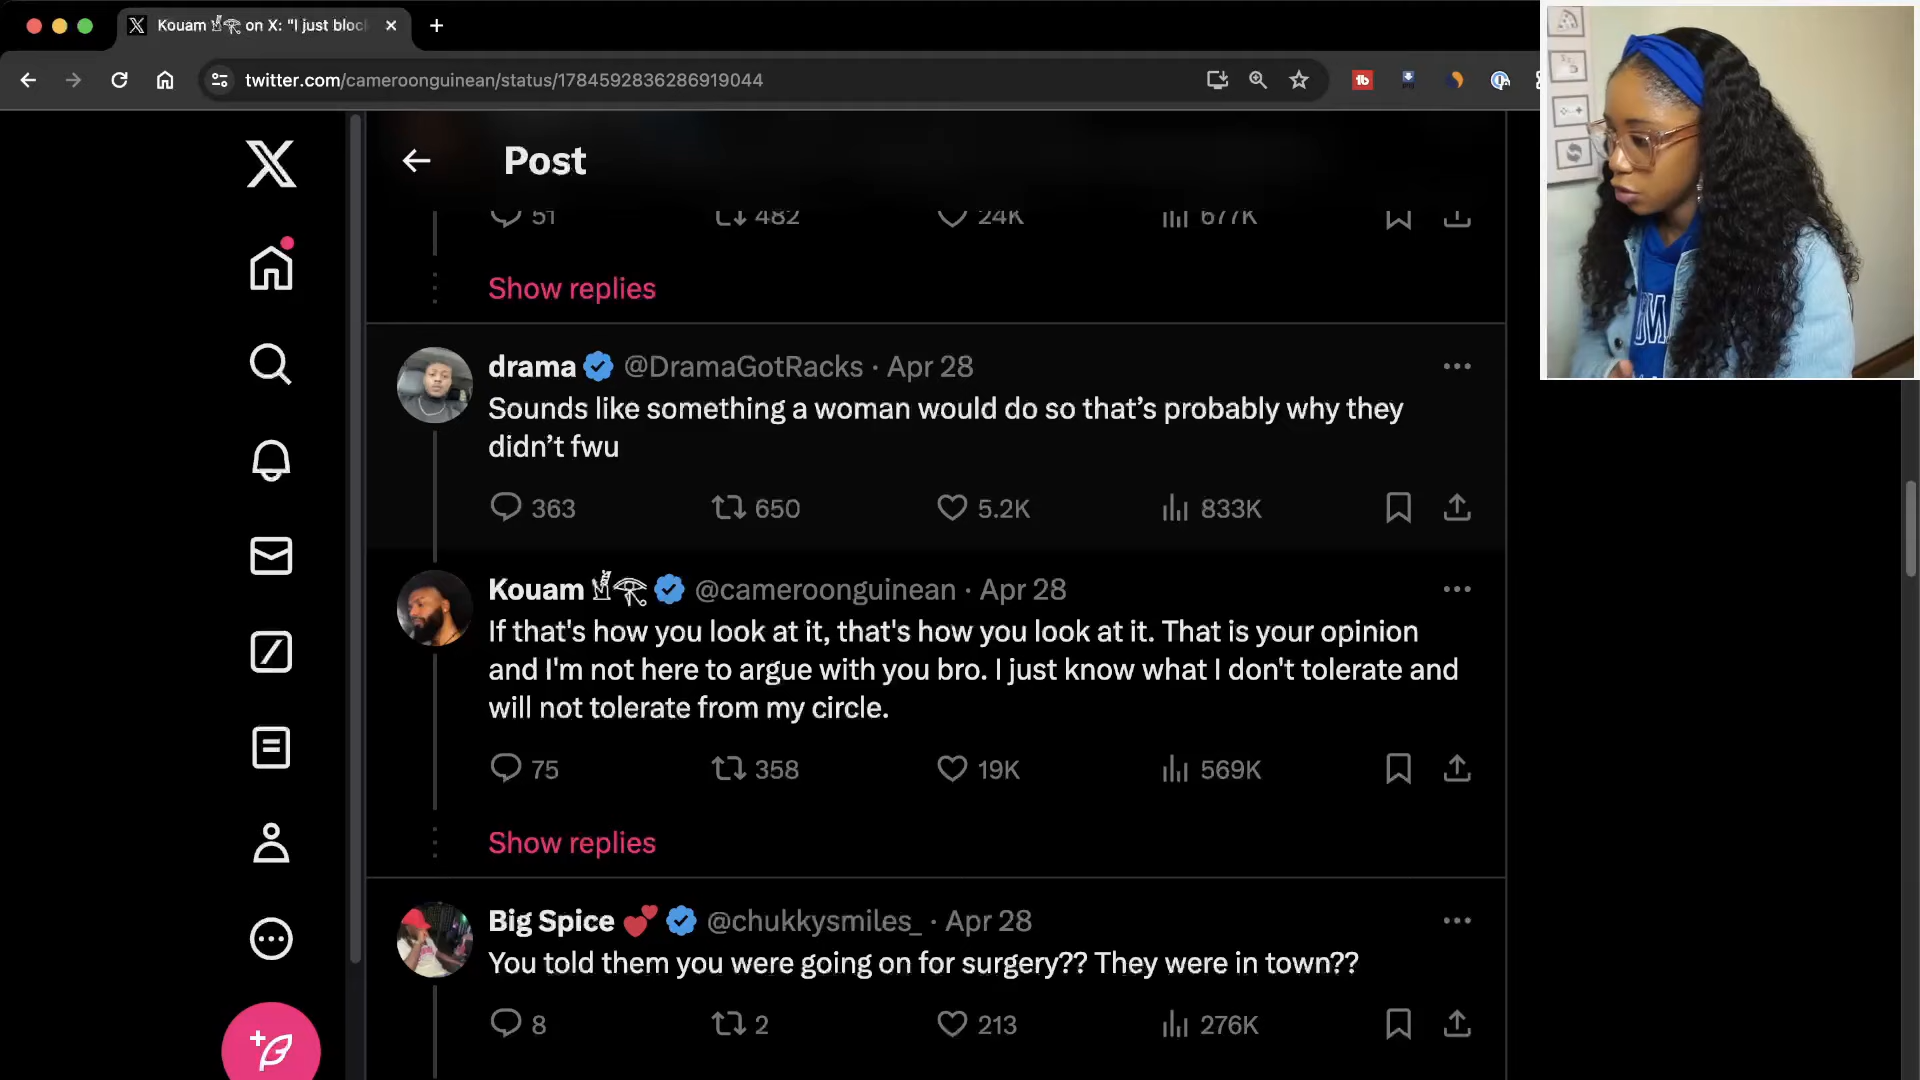 Kouam on X: "I just bloc
twitter.com/cameroonguinean/status/1784592836286919044
Post
51 482 24K 677K
Show replies
drama @DramaGotRacks · Apr 28
Sounds like something a woman would do so that’s probably why they
didn’t fwu
363 650 5.2K 833K
Kouam @cameroonguinean · Apr 28
If that's how you look at it, that's how you look at it. That is your opinion
and I'm not here to argue with you bro. I just know what I don't tolerate and
will not tolerate from my circle.
75 358 19K 569K
Show replies
Big Spice 💕 @chukkysmiles_ · Apr 28
You told them you were going on for surgery?? They were in town??
8 2 213 276K